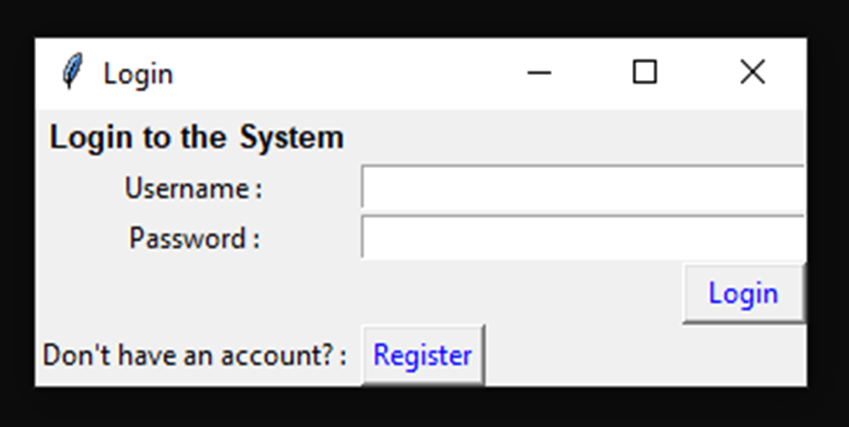 Login
Login to the System
Username :
Password :
Login
Don't have an account? : Register